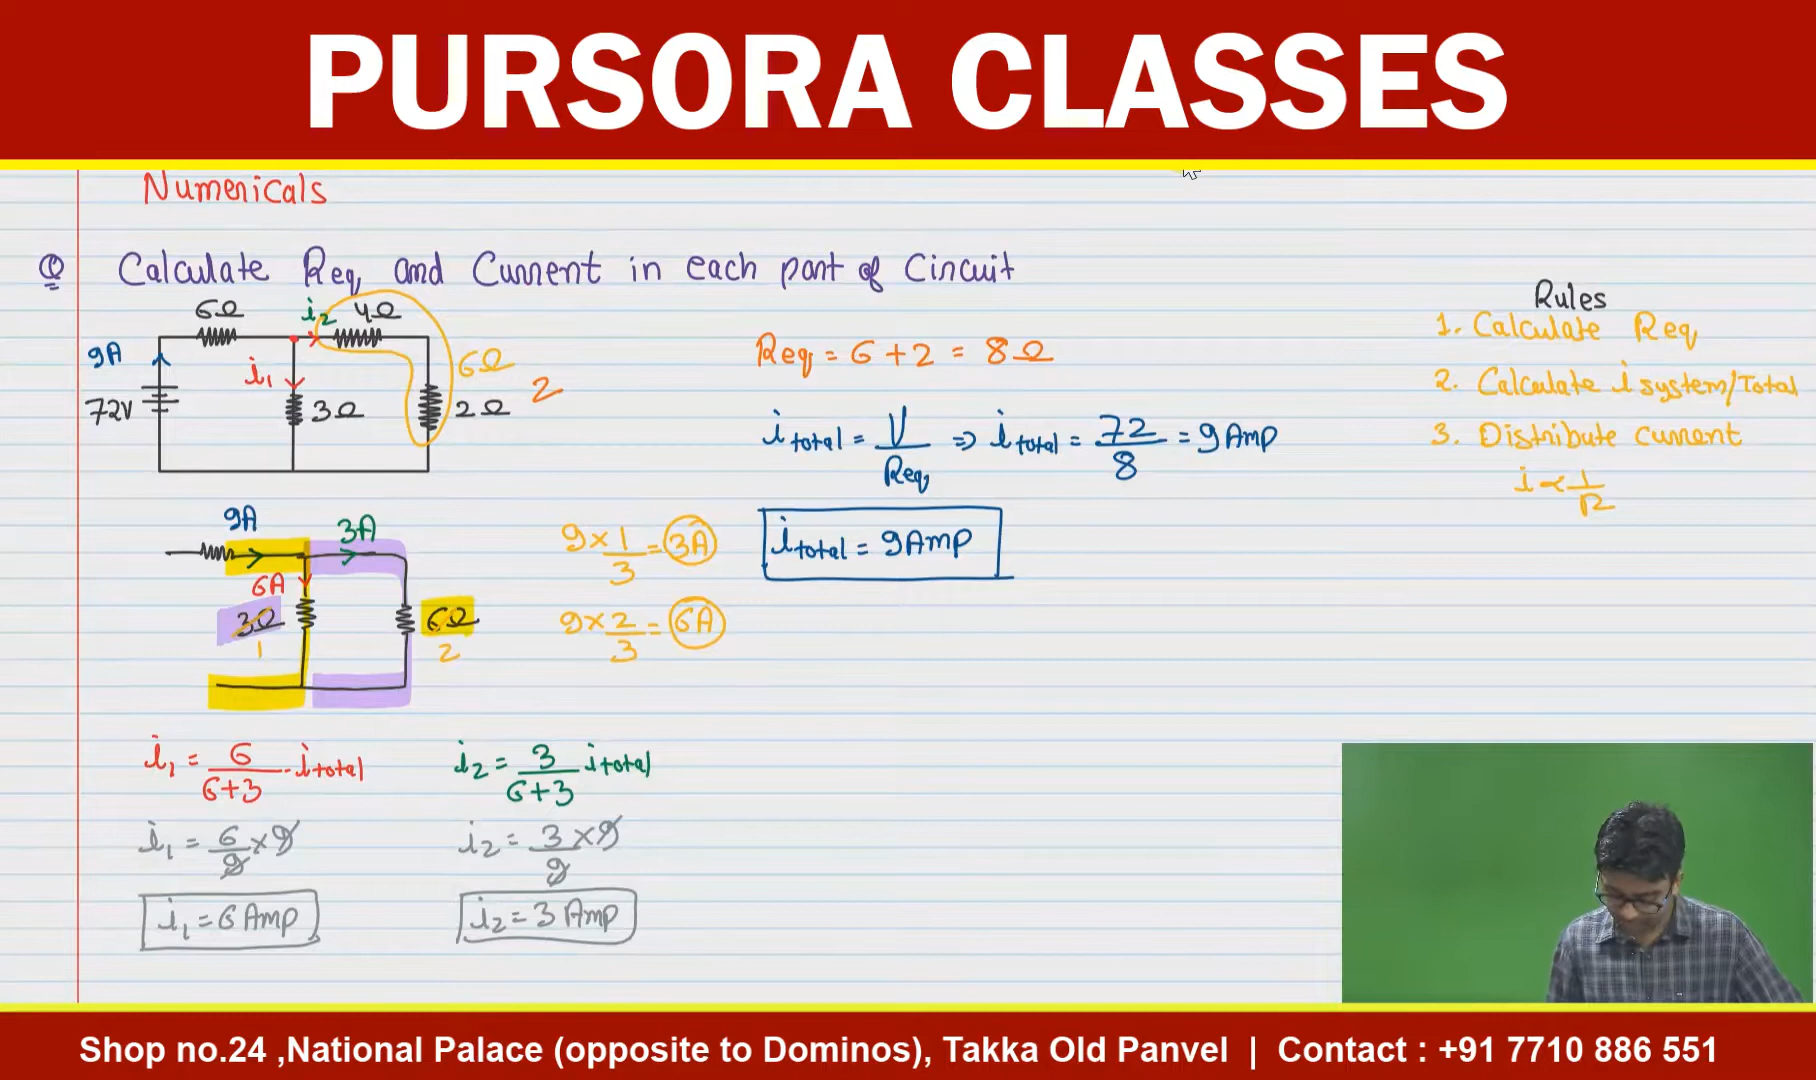 PURSORA CLASSES
Numericals
Q Calculate Req and Current in each part of Circuit
6Ω i₂ 4Ω
9A i₁ 6Ω 2
72V 3Ω 2Ω
9A 3A
6A
3Ω 6Ω
1 2
9 × 1/3 = 3A
9 × 2/3 = 6A
i₁ = 6/(6+3) · i total
i₁ = 6/9 × 9
i₁ = 6 Amp
i₂ = 3/(6+3) i total
i₂ = 3/9 × 9
i₂ = 3 Amp
Req = 6 + 2 = 8Ω
i total = V/Req ⇒ i total = 72/8 = 9 Amp
i total = 9 Amp
Rules
1. Calculate Req
2. Calculate i system/Total
3. Distribute current
i ∝ 1/R
Shop no.24 ,National Palace (opposite to Dominos), Takka Old Panvel | Contact : +91 7710 886 551